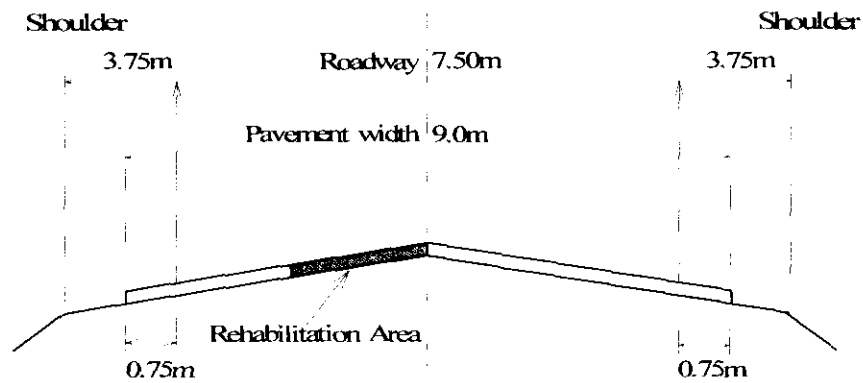 Shoulder
Shoulder
3.75m
Roadway 7.50m
3.75m
Pavement width 9.0m
Rehabilitation Area
0.75m
0.75m